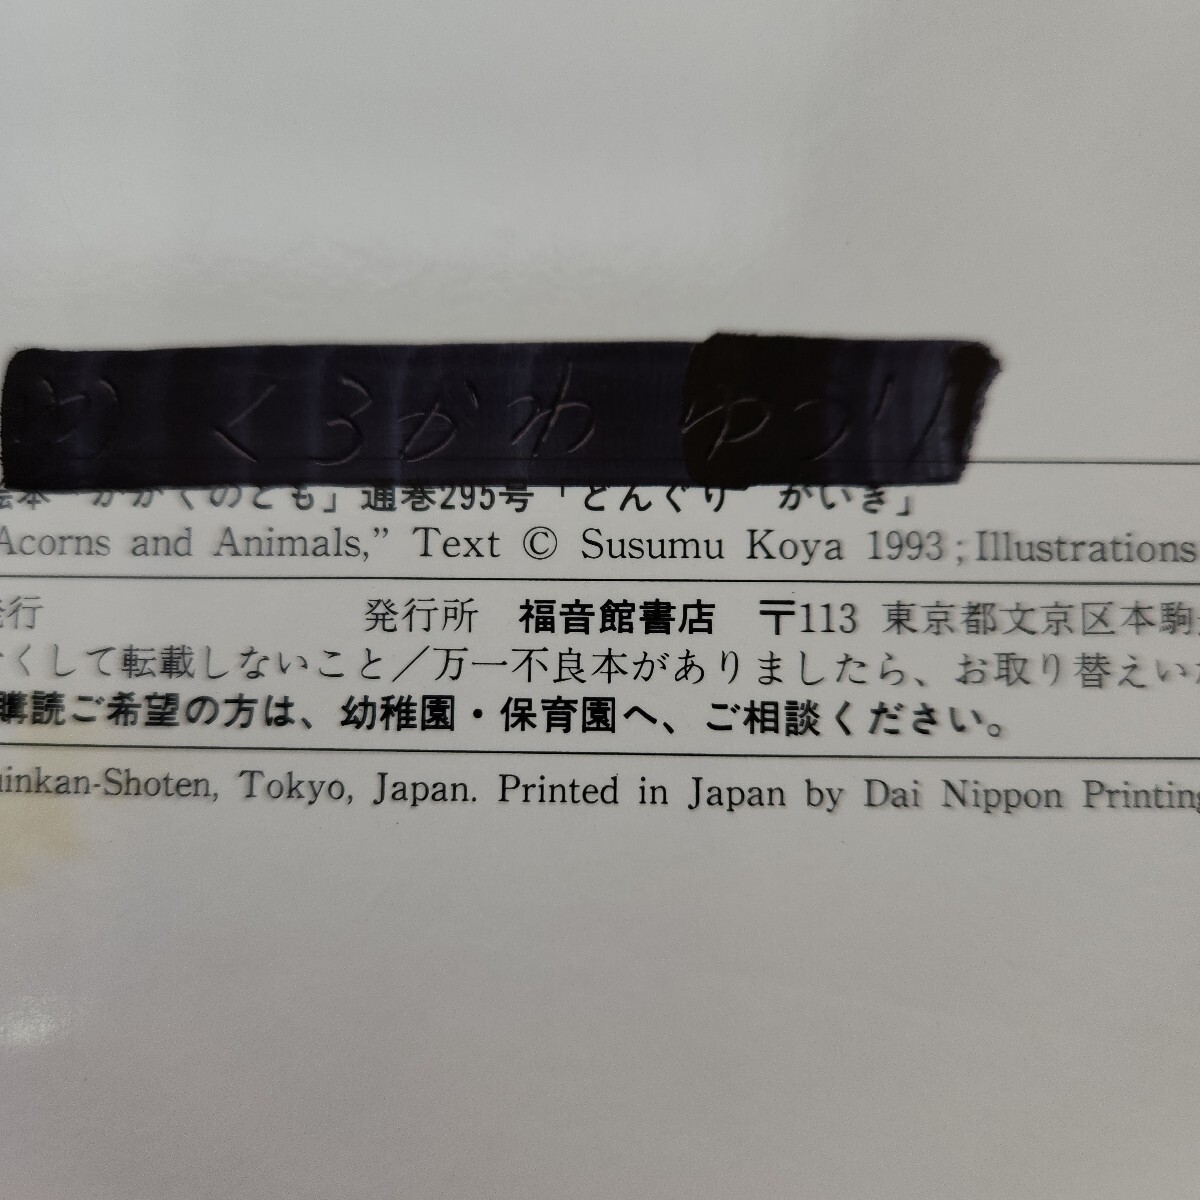 絵本「かがくのとも」通巻295号「どんぐり かいぎ」
Acorns and Animals,” Text © Susumu Koya 1993 ; Illustrations
発行 発行所 福音館書店 〒113 東京都文京区本駒
くして転載しないこと／万一不良本がありましたら、お取り替えいた
購読ご希望の方は、幼稚園・保育園へ、ご相談ください。
uinkan-Shoten, Tokyo, Japan. Printed in Japan by Dai Nippon Printing